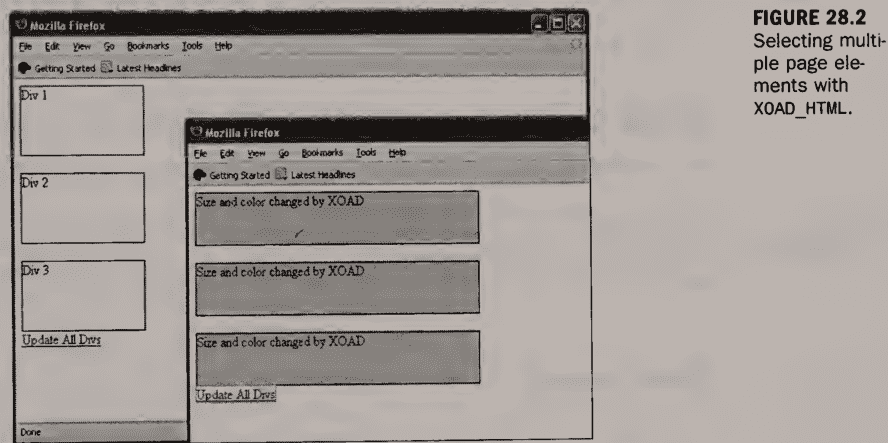 Mozilla Firefox
File Edit View Go Bookmarks Tools Help
Getting Started Latest Headlines
Div 1
Div 2
Div 3
Update All Divs
Done
Mozilla Firefox
File Edit View Go Bookmarks Tools Help
Getting Started Latest Headlines
Size and color changed by XOAD
Size and color changed by XOAD
Size and color changed by XOAD
Update All Divs
FIGURE 28.2
Selecting multi-
ple page ele-
ments with
XOAD_HTML.